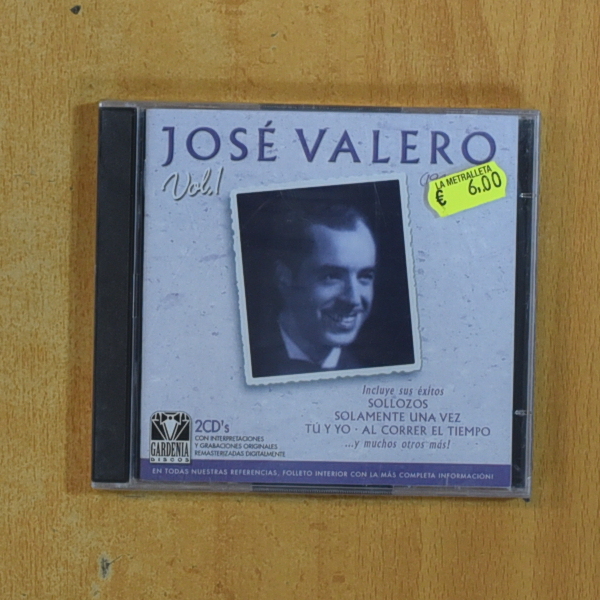 JOSÉ VALERO
Vol.1
LA METRALLETA
€ 6,00
Incluye sus éxitos
SOLLOZOS
SOLAMENTE UNA VEZ
TÚ Y YO · AL CORRER EL TIEMPO
...y muchos otros más!
GARDENIA
DISCOS
2CD's
CON INTERPRETACIONES
Y GRABACIONES ORIGINALES
REMASTERIZADAS DIGITALMENTE
EN TODAS NUESTRAS REFERENCIAS, FOLLETO INTERIOR CON LA MÁS COMPLETA INFORMACIÓN!